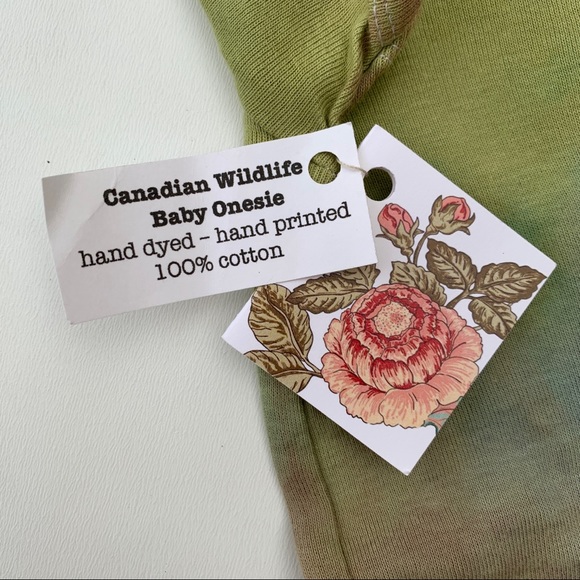 Canadian Wildlife
Baby Onesie
hand dyed – hand printed
100% cotton